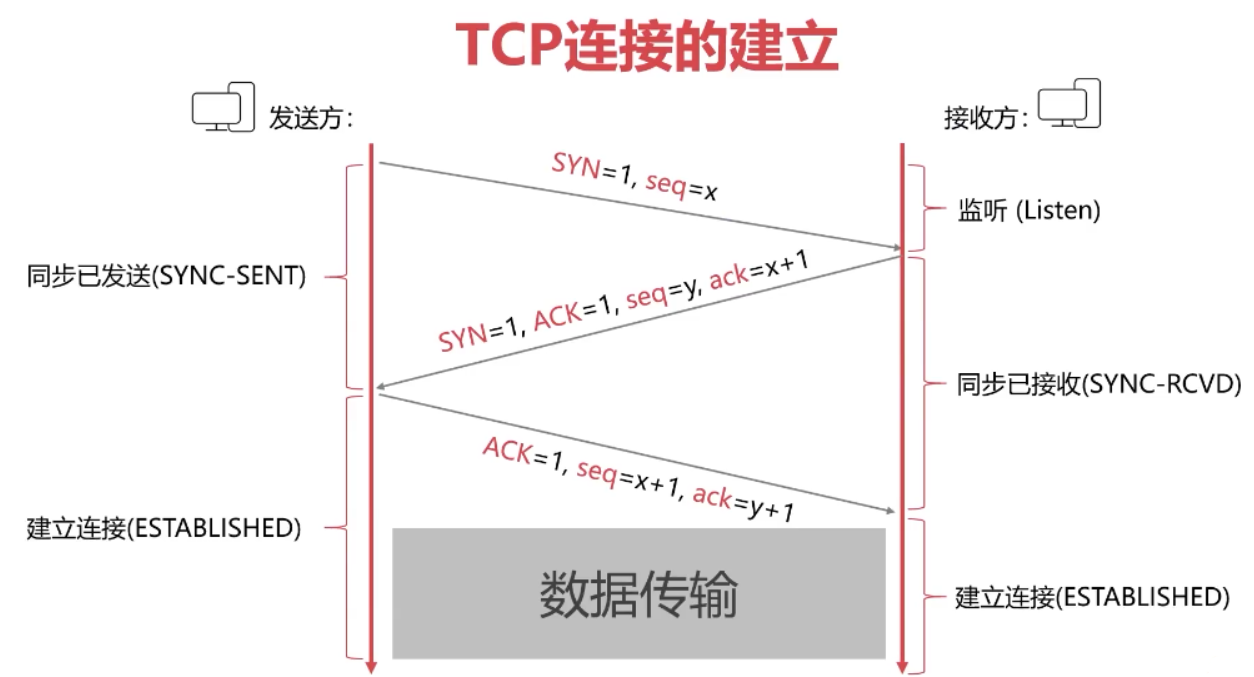 TCP连接的建立
发送方:
接收方:
SYN=1, seq=x
监听 (Listen)
同步已发送(SYNC-SENT)
SYN=1, ACK=1, seq=y, ack=x+1
同步已接收(SYNC-RCVD)
ACK=1, seq=x+1, ack=y+1
建立连接(ESTABLISHED)
数据传输
建立连接(ESTABLISHED)